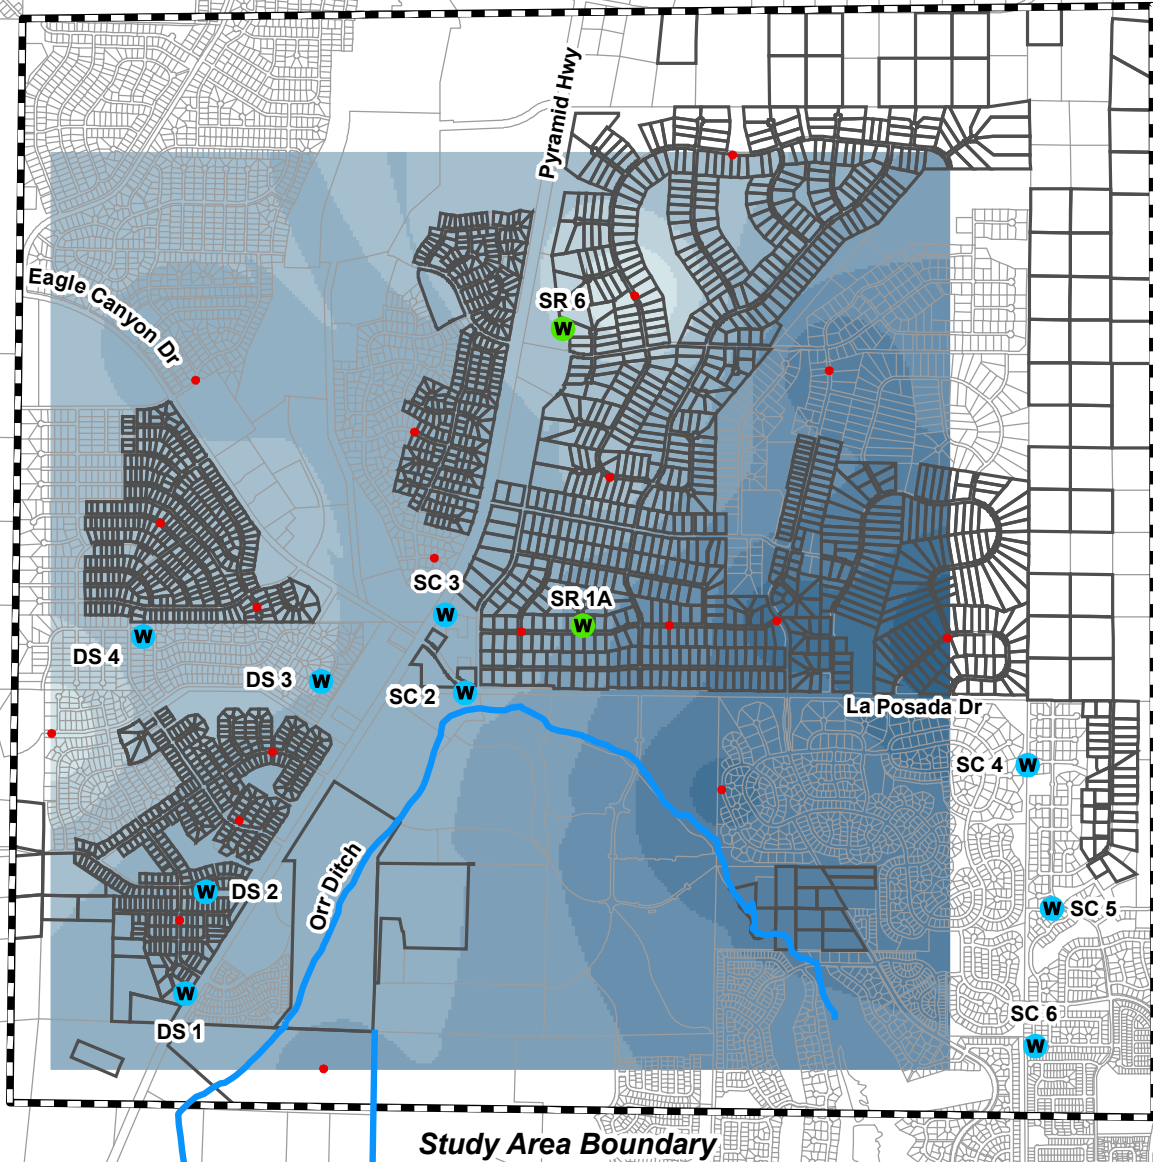 Pyramid Hwy
Eagle Canyon Dr
SR 6
W
SC 3
W
SR 1A
W
W
DS 4
DS 3
W
SC 2
W
La Posada Dr
SC 4
W
Orr Ditch
W
DS 2
W
SC 5
W
DS 1
SC 6
W
Study Area Boundary